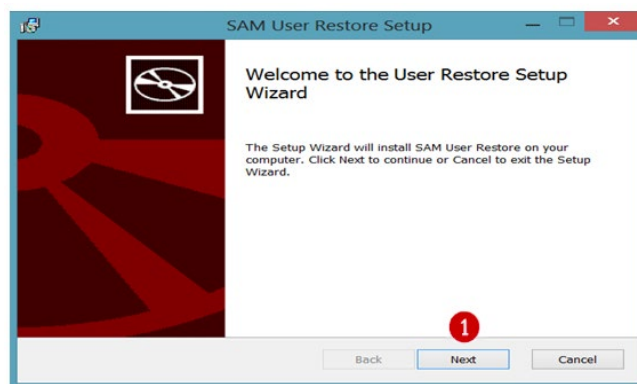 SAM User Restore Setup
Welcome to the User Restore Setup
Wizard
The Setup Wizard will install SAM User Restore on your
computer. Click Next to continue or Cancel to exit the Setup
Wizard.
1
Back Next Cancel